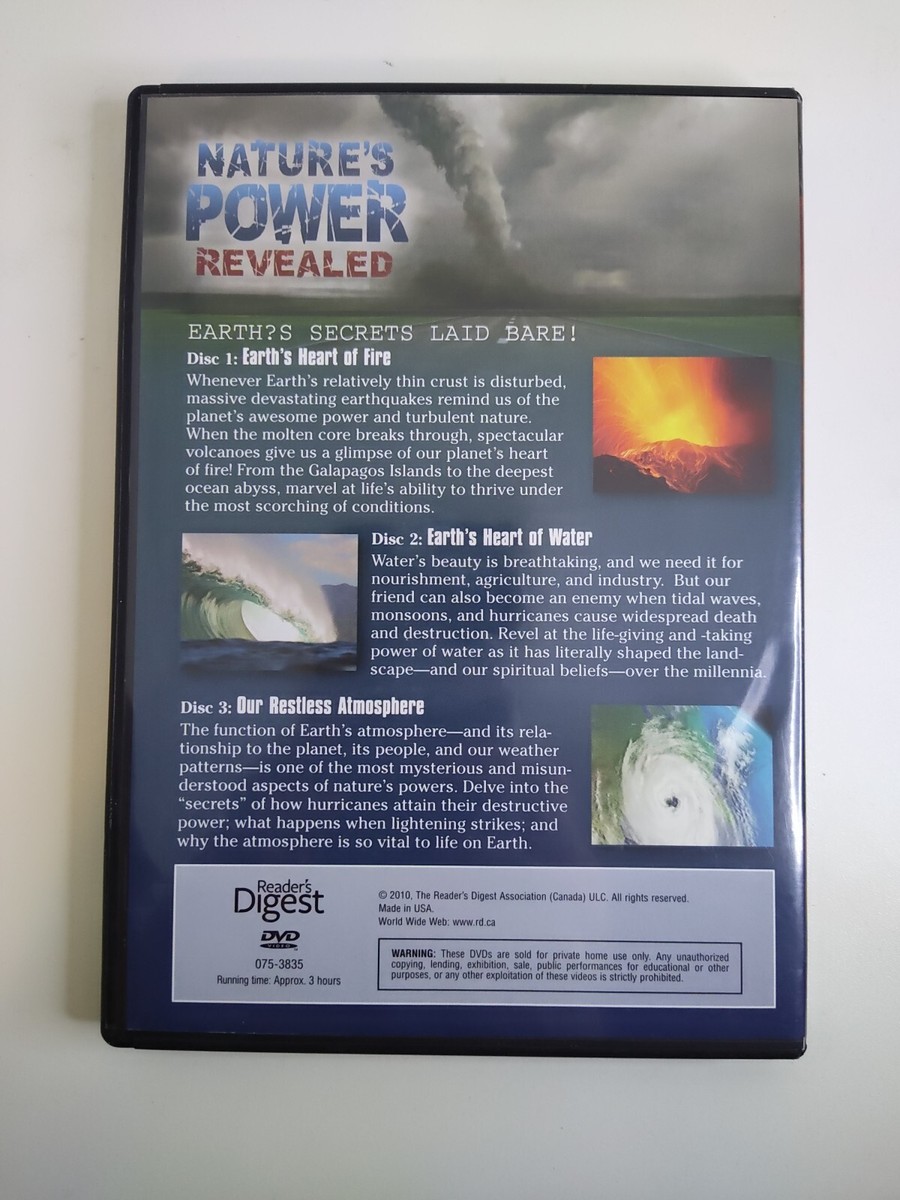 NATURE'S
POWER
REVEALED
EARTH?S SECRETS LAID BARE!
Disc 1: Earth's Heart of Fire
Whenever Earth's relatively thin crust is disturbed,
massive devastating earthquakes remind us of the
planet's awesome power and turbulent nature.
When the molten core breaks through, spectacular
volcanoes give us a glimpse of our planet's heart
of fire! From the Galapagos Islands to the deepest
ocean abyss, marvel at life's ability to thrive under
the most scorching of conditions.
Disc 2: Earth's Heart of Water
Water's beauty is breathtaking, and we need it for
nourishment, agriculture, and industry. But our
friend can also become an enemy when tidal waves,
monsoons, and hurricanes cause widespread death
and destruction. Revel at the life-giving and -taking
power of water as it has literally shaped the land-
scape—and our spiritual beliefs—over the millennia.
Disc 3: Our Restless Atmosphere
The function of Earth's atmosphere—and its rela-
tionship to the planet, its people, and our weather
patterns—is one of the most mysterious and misun-
derstood aspects of nature's powers. Delve into the
“secrets” of how hurricanes attain their destructive
power; what happens when lightening strikes; and
why the atmosphere is so vital to life on Earth.
Reader's
Digest
DVD
VIDEO
075-3835
Running time: Approx. 3 hours
© 2010, The Reader's Digest Association (Canada) ULC. All rights reserved.
Made in USA.
World Wide Web: www.rd.ca
WARNING: These DVDs are sold for private home use only. Any unauthorized
copying, lending, exhibition, sale, public performances for educational or other
purposes, or any other exploitation of these videos is strictly prohibited.